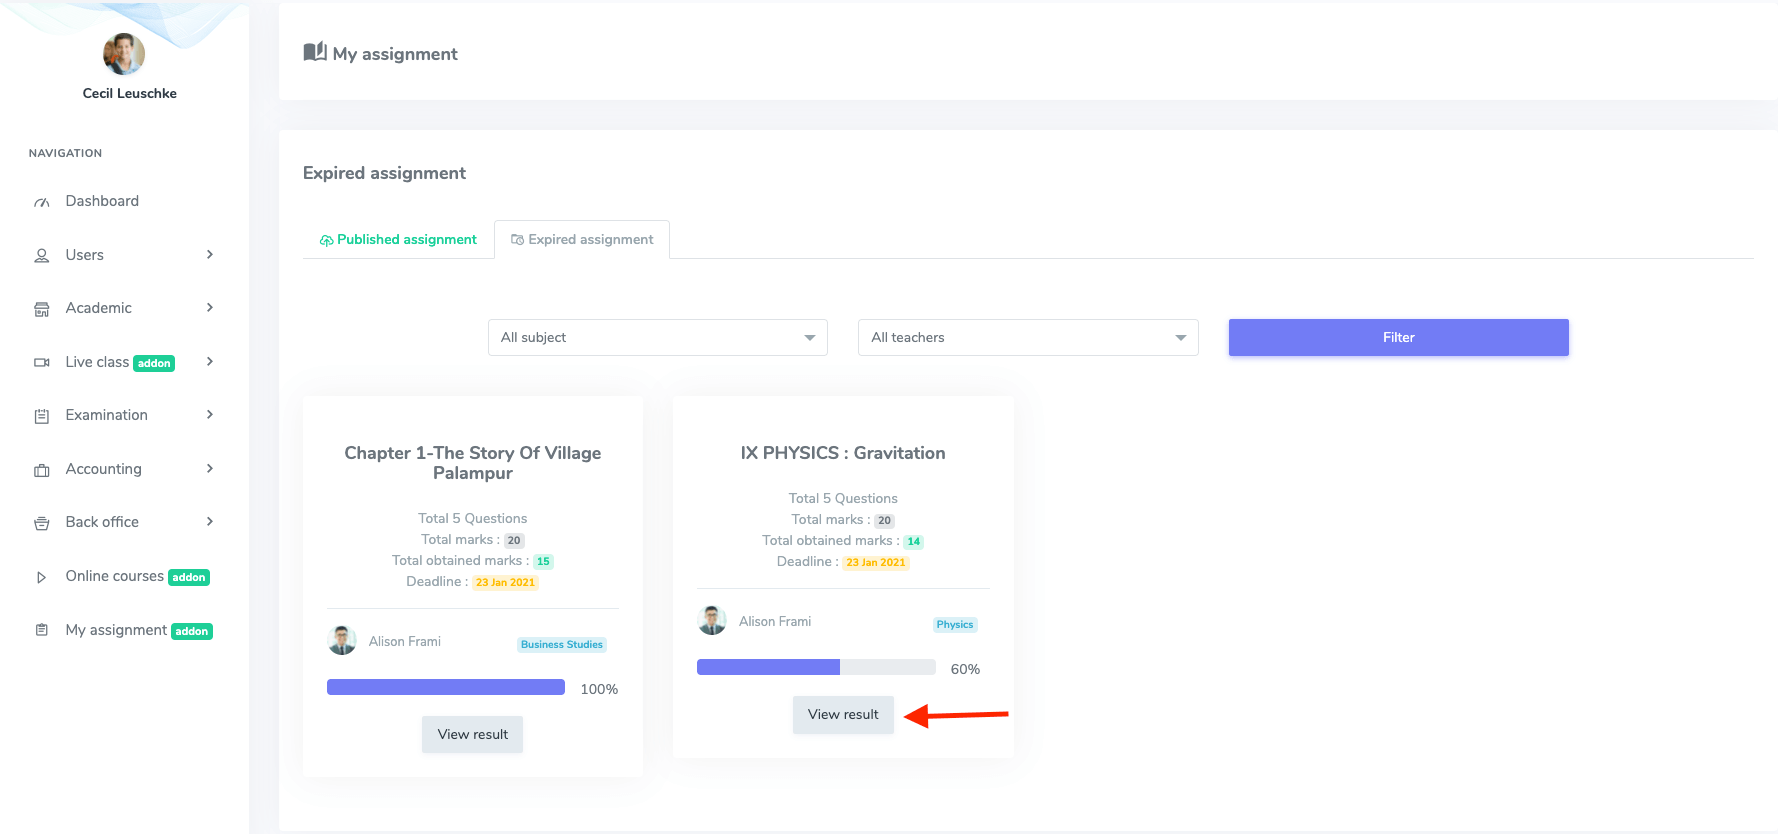 Cecil Leuschke
NAVIGATION
Dashboard
Users
Academic
Live class addon
Examination
Accounting
Back office
Online courses addon
My assignment addon
My assignment
Expired assignment
Published assignment
Expired assignment
All subject
All teachers
Filter
Chapter 1-The Story Of Village
Palampur
Total 5 Questions
Total marks : 20
Total obtained marks : 15
Deadline : 23 Jan 2021
Alison Frami
Business Studies
100%
View result
IX PHYSICS : Gravitation
Total 5 Questions
Total marks : 20
Total obtained marks : 14
Deadline : 23 Jan 2021
Alison Frami
Physics
60%
View result